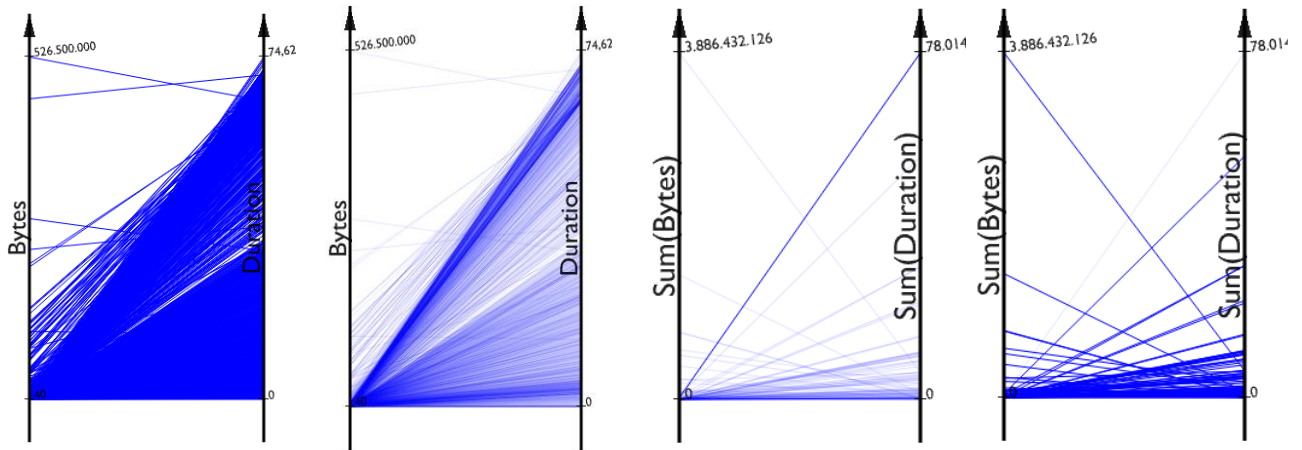 526.500.000
74,62
Bytes
Duration
0
526.500.000
74,62
Bytes
Duration
0
3.886.432.126
78.014
Sum(Bytes)
Sum(Duration)
0
0
3.886.432.126
78.014
Sum(Bytes)
Sum(Duration)
0
0